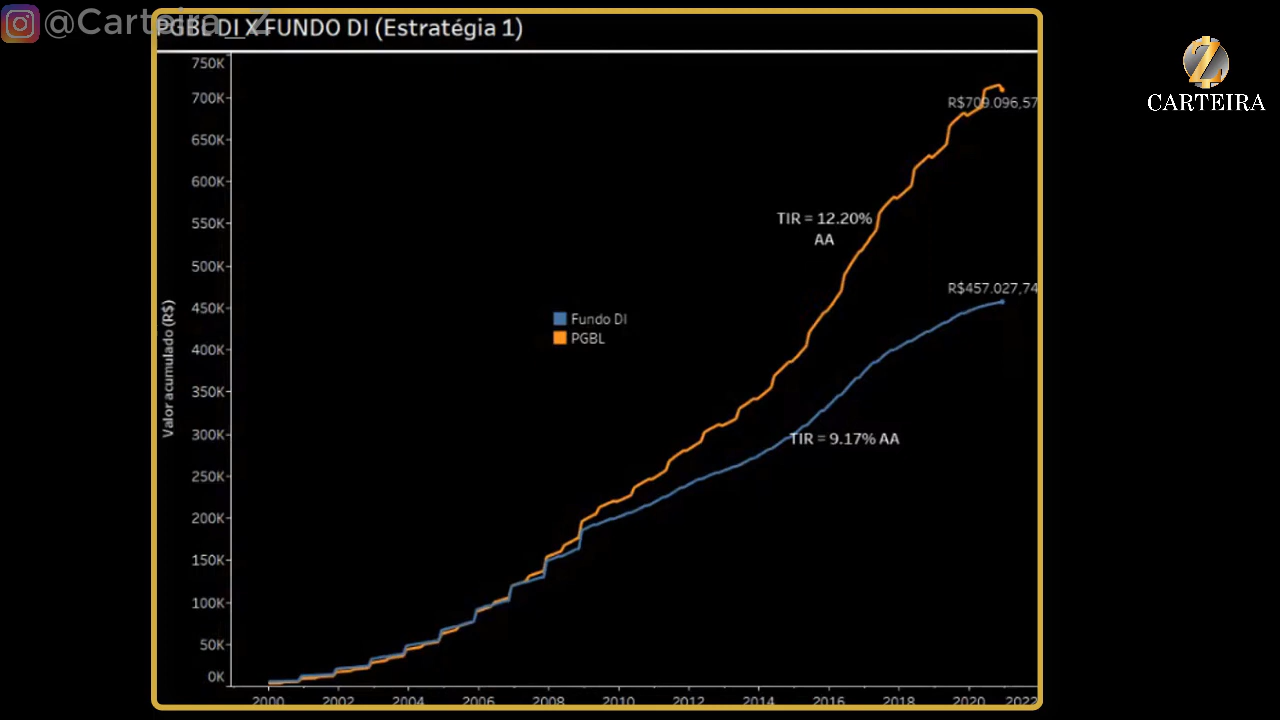 @Carteira_Z
PGBL DI X FUNDO DI (Estratégia 1)
CARTEIRA
750K
700K
R$709.096,57
650K
600K
TIR = 12.20%
AA
550K
500K
R$457.027,74
450K
Fundo DI
PGBL
400K
350K
300K
TIR = 9.17% AA
250K
200K
150K
100K
50K
0K
Valor acumulado (R$)
2000 2002 2004 2006 2008 2010 2012 2014 2016 2018 2020 2022